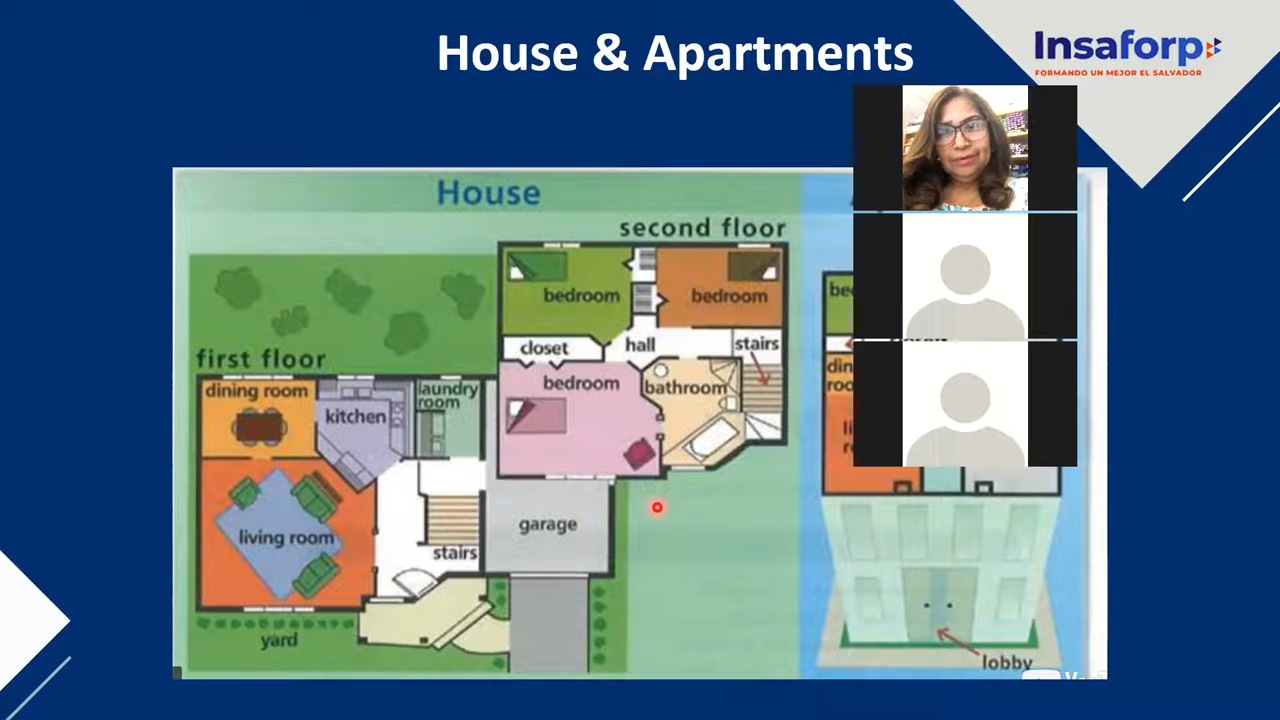 House & Apartments
Insaforp
FORMANDO UN MEJOR EL SALVADOR
House
second floor
bedroom
bedroom
closet
hall
stairs
bedroom
bathroom
first floor
dining room
kitchen
laundry
room
living room
stairs
garage
yard
lobby